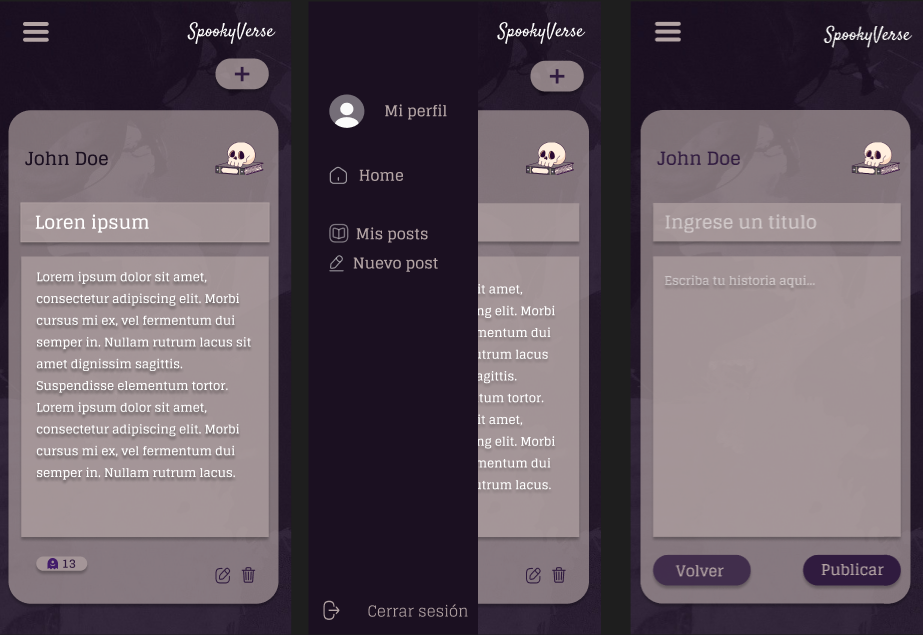 SpookyVerse
+
John Doe
Loren ipsum
Lorem ipsum dolor sit amet,
consectetur adipiscing elit. Morbi
cursus mi ex, vel fermentum dui
semper in. Nullam rutrum lacus sit
amet dignissim sagittis.
Suspendisse elementum tortor.
Lorem ipsum dolor sit amet,
consectetur adipiscing elit. Morbi
cursus mi ex, vel fermentum dui
semper in. Nullam rutrum lacus.
13
Mi perfil
Home
Mis posts
Nuevo post
Cerrar sesión
SpookyVerse
+
it amet,
ng elit. Morbi
mentum dui
utrum lacus
agittis.
tum tortor.
it amet,
ng elit. Morbi
mentum dui
utrum lacus.
SpookyVerse
John Doe
Ingrese un titulo
Escriba tu historia aqui...
Volver
Publicar